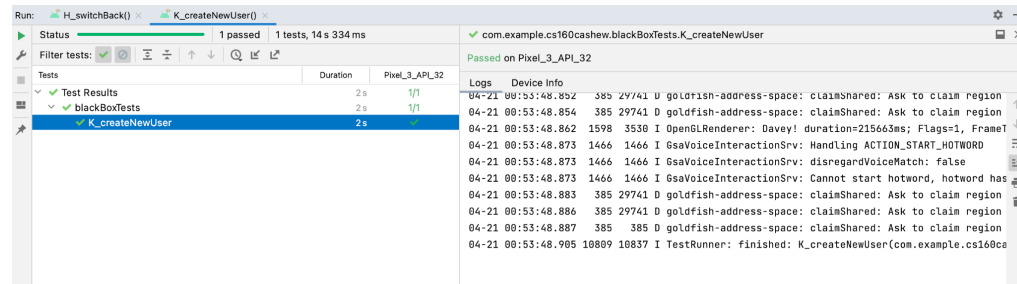 Run: H_switchBack() × K_createNewUser() ×
Status 1 passed 1 tests, 14 s 334 ms
Filter tests:
Tests Duration Pixel_3_API_32
Test Results 2 s 1/1
blackBoxTests 2 s 1/1
K_createNewUser 2 s
com.example.cs160cashew.blackBoxTests.K_createNewUser
Passed on Pixel_3_API_32
Logs Device Info
04-21 00:53:48.852 385 29741 D goldfish-address-space: claimShared: Ask to claim region
04-21 00:53:48.854 385 29741 D goldfish-address-space: claimShared: Ask to claim region
04-21 00:53:48.862 1598 3530 I OpenGLRenderer: Davey! duration=215663ms; Flags=1, FrameT
04-21 00:53:48.873 1466 1466 I GsaVoiceInteractionSrv: Handling ACTION_START_HOTWORD
04-21 00:53:48.873 1466 1466 I GsaVoiceInteractionSrv: disregardVoiceMatch: false
04-21 00:53:48.873 1466 1466 I GsaVoiceInteractionSrv: Cannot start hotword, hotword has
04-21 00:53:48.883 385 29741 D goldfish-address-space: claimShared: Ask to claim region
04-21 00:53:48.886 385 29741 D goldfish-address-space: claimShared: Ask to claim region
04-21 00:53:48.887 385 385 D goldfish-address-space: claimShared: Ask to claim region
04-21 00:53:48.905 10809 10837 I TestRunner: finished: K_createNewUser(com.example.cs160ca